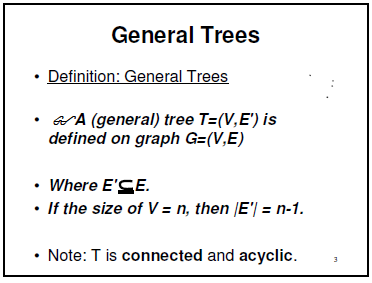 General Trees
• Definition: General Trees
• A (general) tree T=(V,E') is
defined on graph G=(V,E)
• Where E'⊆E.
• If the size of V = n, then |E'| = n-1.
• Note: T is connected and acyclic.
3